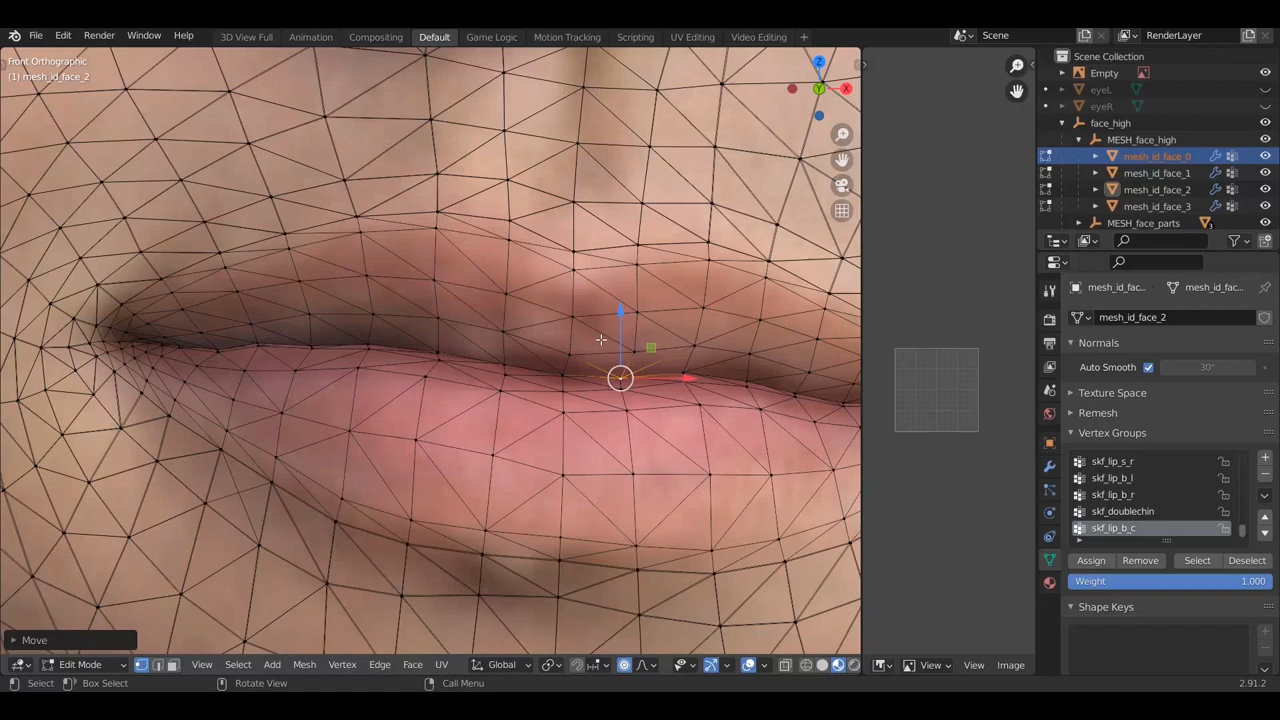 File Edit Render Window Help 3D View Full Animation Compositing Default Game Logic Motion Tracking Scripting UV Editing Video Editing + Scene RenderLayer
Front Orthographic
(1) mesh_id_face_2
Z
X
Y
Scene Collection
Empty
eyeL
eyeR
face_high
MESH_face_high
mesh_id_face_0
mesh_id_face_1
mesh_id_face_2
mesh_id_face_3
MESH_face_parts 3
mesh_id_fac... mesh_id_fac...
mesh_id_face_2
Normals
Auto Smooth 30°
Texture Space
Remesh
Vertex Groups
skf_lip_s_r
skf_lip_b_l
skf_lip_b_r
skf_doublechin
skf_lip_b_c
Assign Remove Select Deselect
Weight 1.000
Shape Keys
Move
Edit Mode View Select Add Mesh Vertex Edge Face UV Global View View Image
Select Box Select Rotate View Call Menu 2.91.2